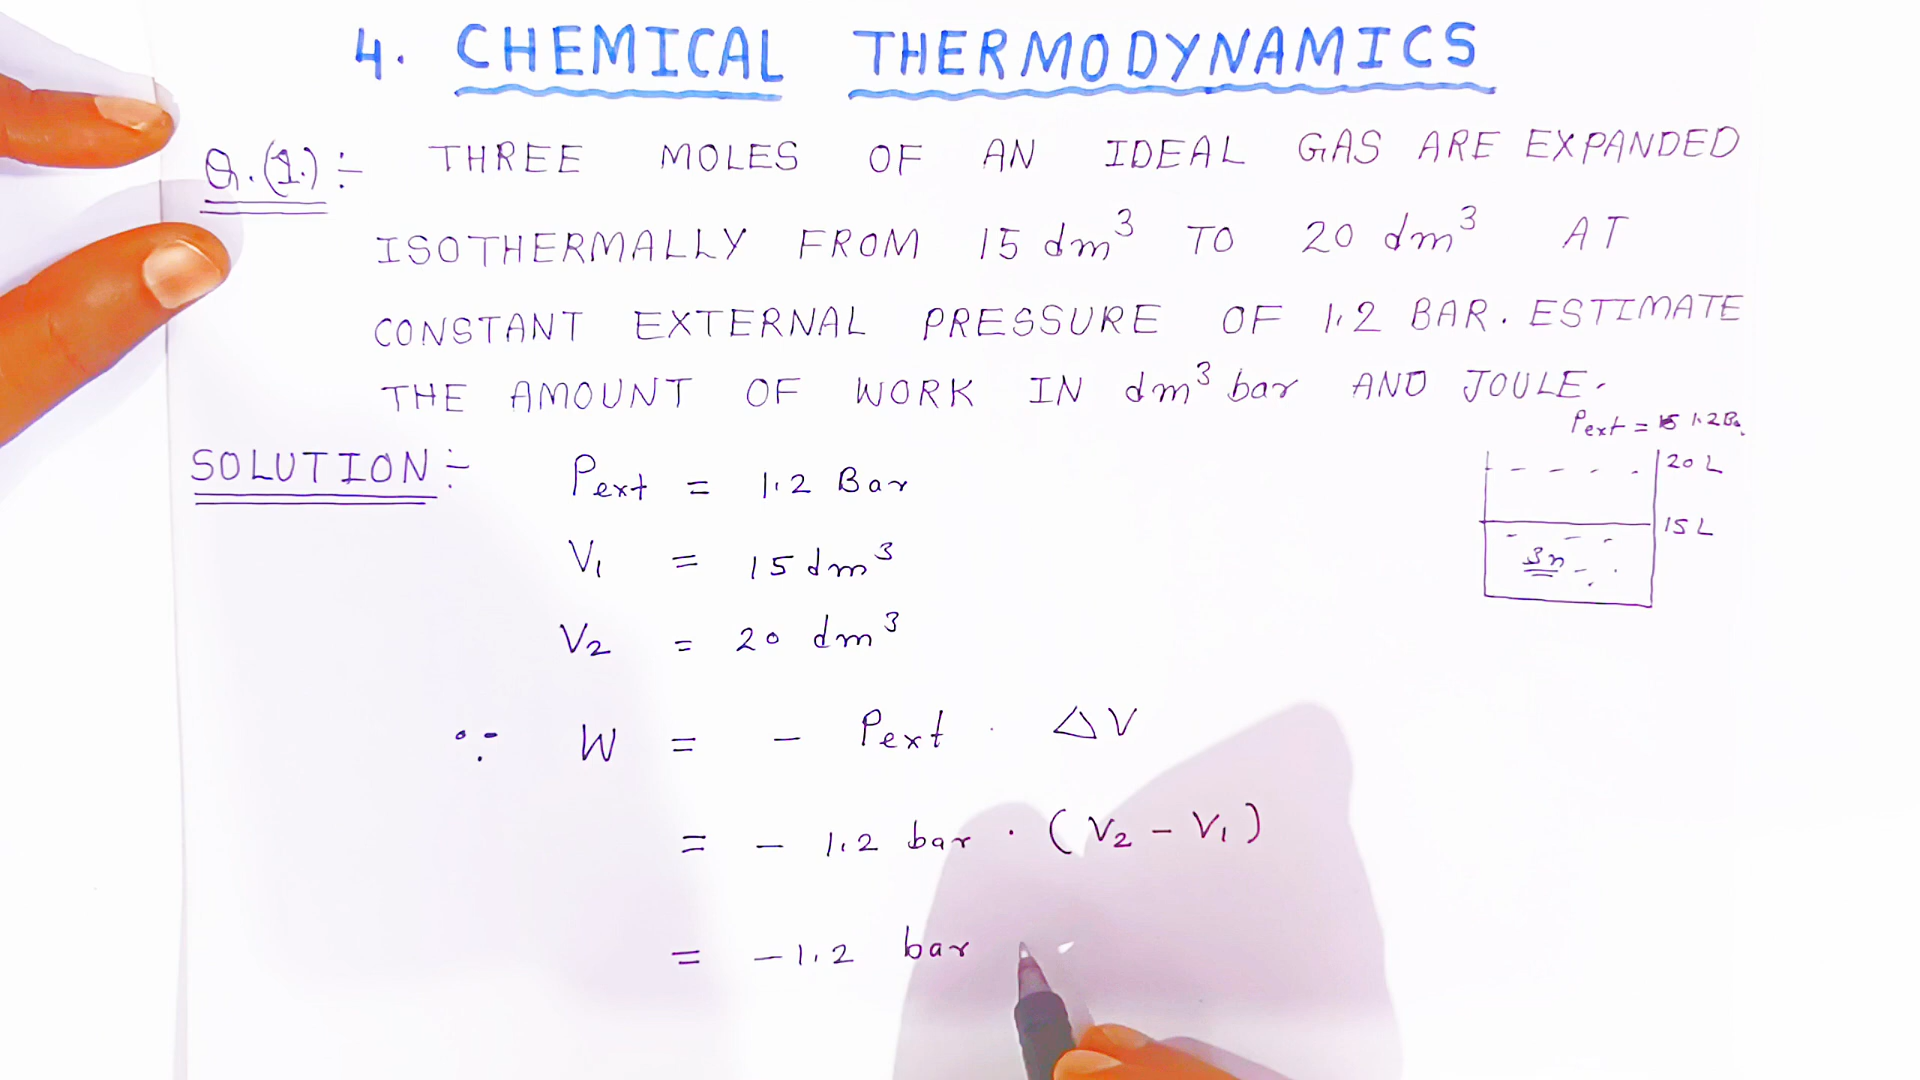 4. CHEMICAL THERMODYNAMICS
Q.(1.) :- THREE MOLES OF AN IDEAL GAS ARE EXPANDED
ISOTHERMALLY FROM 15 dm³ TO 20 dm³ AT
CONSTANT EXTERNAL PRESSURE OF 1.2 BAR. ESTIMATE
THE AMOUNT OF WORK IN dm³ bar AND JOULE.
Pext = 1.2 Ba.
20 L
15 L
3n
SOLUTION :- Pext = 1.2 Bar
V₁ = 15 dm³
V₂ = 20 dm³
∵ W = - Pext . △V
= - 1.2 bar . (V₂ - V₁)
= -1.2 bar